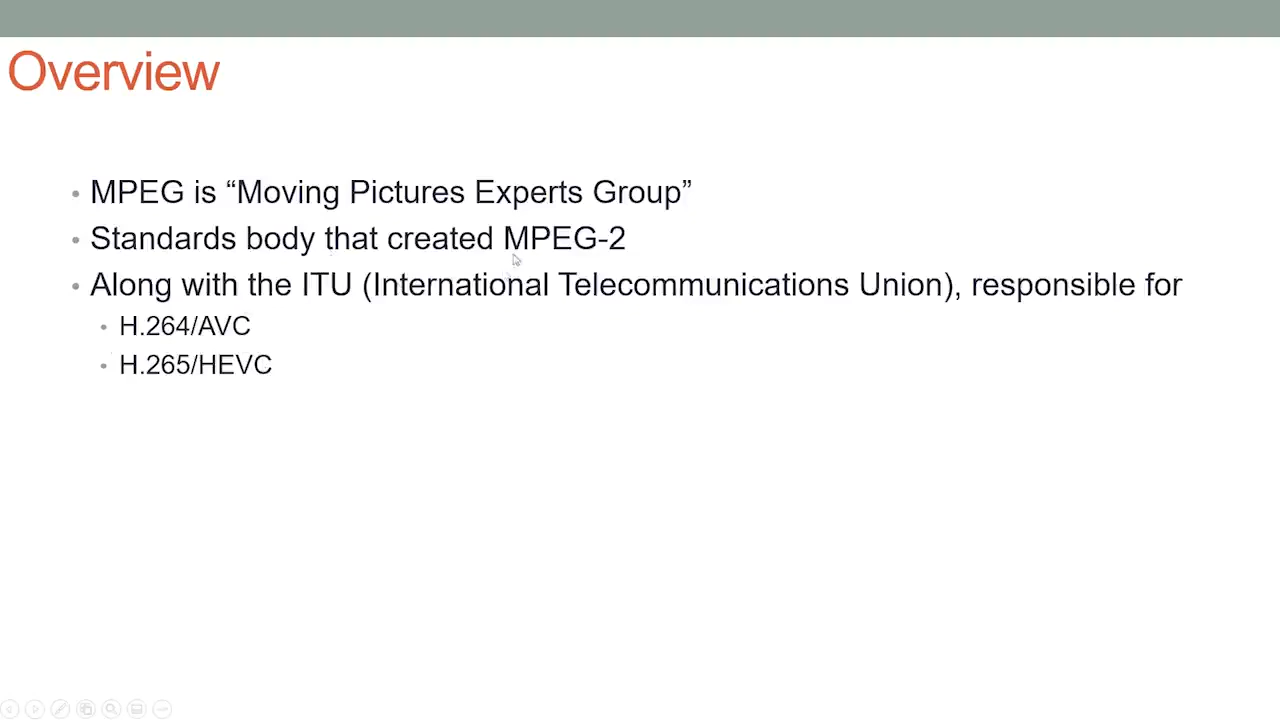 Overview
MPEG is “Moving Pictures Experts Group”
Standards body that created MPEG-2
Along with the ITU (International Telecommunications Union), responsible for
H.264/AVC
H.265/HEVC